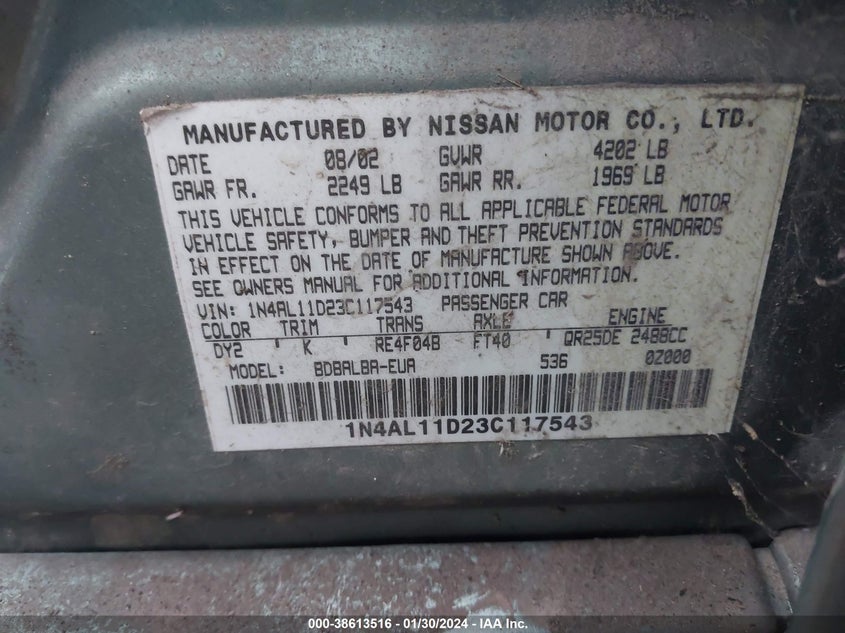 MANUFACTURED BY NISSAN MOTOR CO., LTD.
DATE 08/02 GVWR 4202 LB
GAWR FR. 2249 LB GAWR RR. 1969 LB
THIS VEHICLE CONFORMS TO ALL APPLICABLE FEDERAL MOTOR
VEHICLE SAFETY, BUMPER AND THEFT PREVENTION STANDARDS
IN EFFECT ON THE DATE OF MANUFACTURE SHOWN ABOVE.
SEE OWNERS MANUAL FOR ADDITIONAL INFORMATION.
VIN: 1N4AL11D23C117543 PASSENGER CAR
COLOR TRIM TRANS AXLE ENGINE
DY2 K RE4F04B FT40 QR25DE 2488CC
MODEL: BDBALBA-EUA 536 0Z000
1N4AL11D23C117543
000-38613516 - 01/30/2024 - IAA Inc.